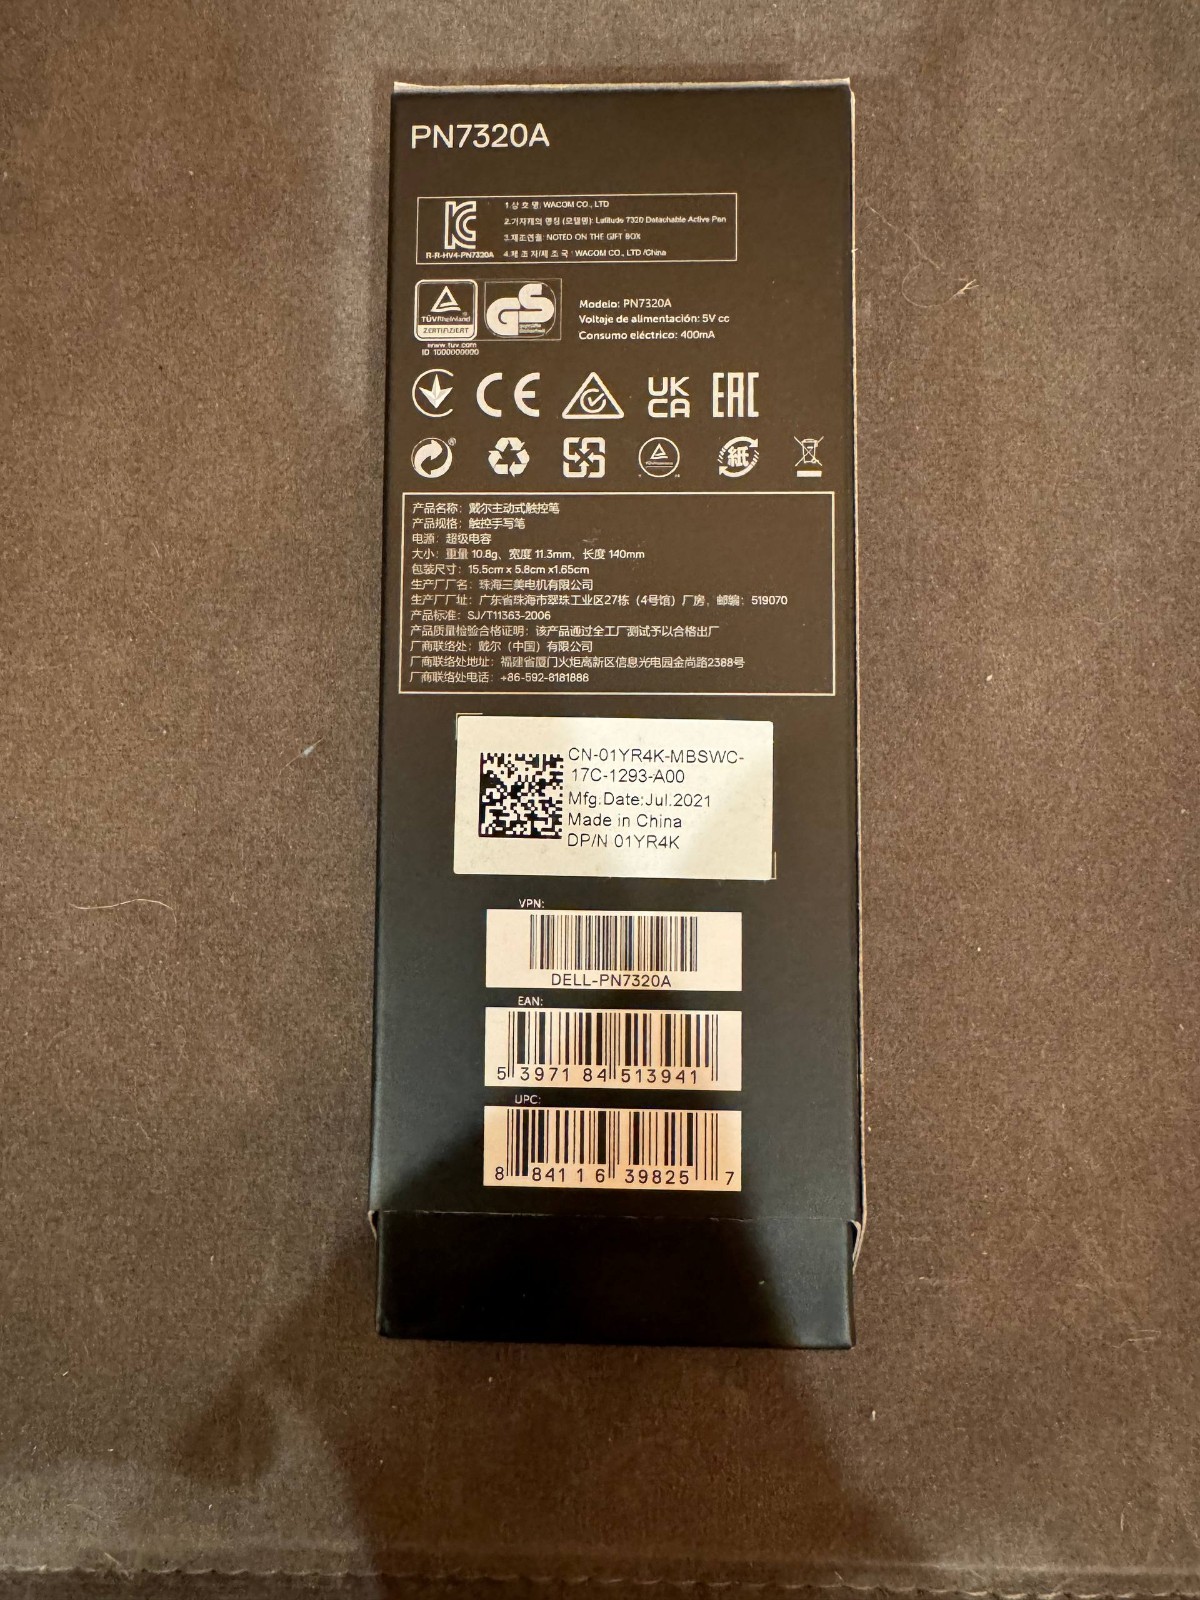 PN7320A
1.상 호 명: WACOM CO., LTD
2.기자재의 명칭 (모델명): Latitude 7320 Detachable Active Pen
3.제조연월: NOTED ON THE GIFT BOX
R-R-HV4-PN7320A
4.제 조 자/제 조 국 : WACOM CO., LTD /China
TÜVRheinland
ZERTIFIZIERT
www.tuv.com
ID 1000000000
GS
Modelo: PN7320A
Voltaje de alimentación: 5V cc
Consumo eléctrico: 400mA
CE
UK
CA
EAC
紙
产品名称：戴尔主动式触控笔
产品规格：触控手写笔
电源：超级电容
大小：重量 10.8g、宽度 11.3mm，长度 140mm
包装尺寸：15.5cm x 5.8cm x1.65cm
生产厂厂名：珠海三美电机有限公司
生产厂厂址：广东省珠海市翠珠工业区27栋（4号馆）厂房，邮编：519070
产品标准：SJ/T11363-2006
产品质量检验合格证明：该产品通过全工厂测试予以合格出厂
厂商联络处：戴尔（中国）有限公司
厂商联络处地址：福建省厦门火炬高新区信息光电园金尚路2388号
厂商联络处电话：+86-592-8181888
CN-01YR4K-MBSWC-
17C-1293-A00
Mfg.Date:Jul.2021
Made in China
DP/N 01YR4K
VPN:
DELL-PN7320A
EAN:
5 397184 513941
UPC:
8 84116 39825 7